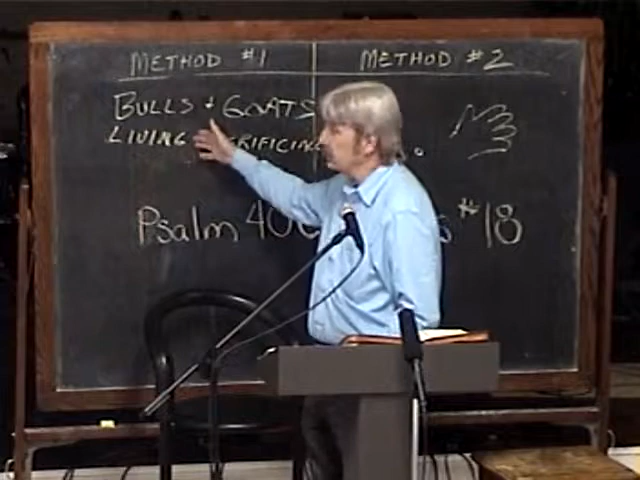 METHOD #1
METHOD #2
BULLS + GOATS
LIVING
Psalm 40
#18